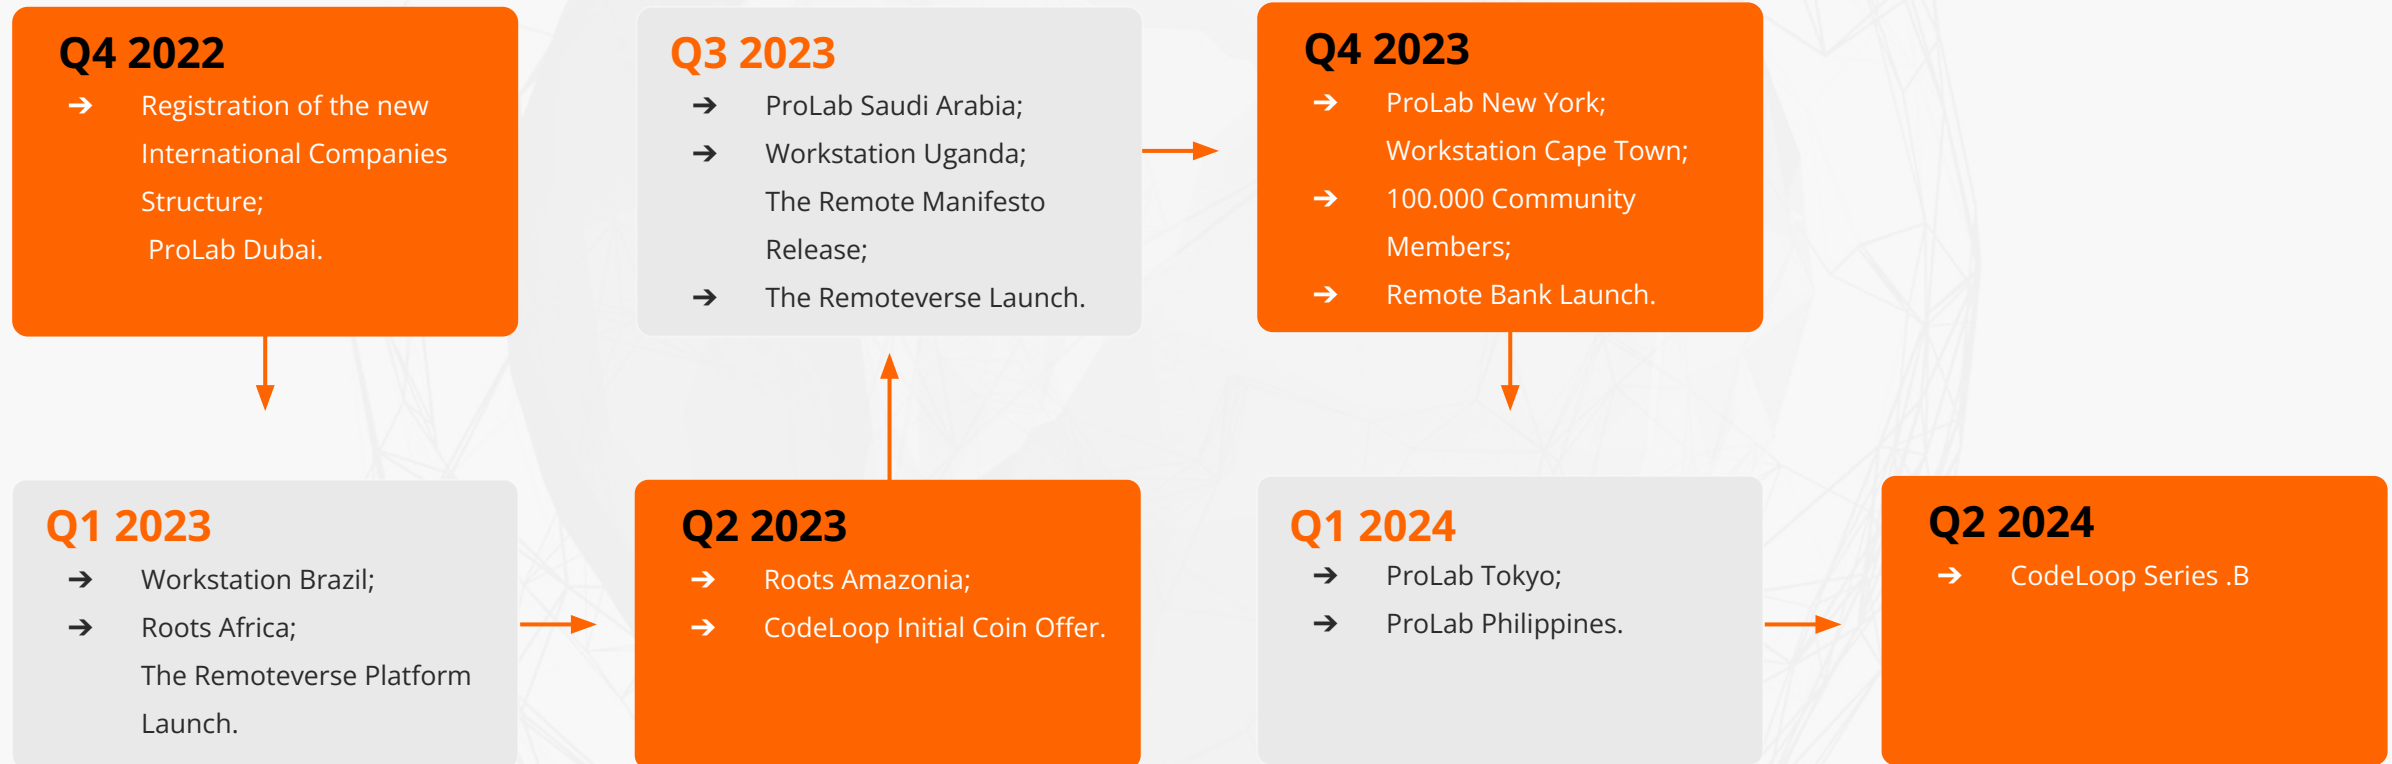 Q4 2022
➔ Registration of the new
International Companies
Structure;
ProLab Dubai.
Q1 2023
➔ Workstation Brazil;
➔ Roots Africa;
The Remoteverse Platform
Launch.
Q2 2023
➔ Roots Amazonia;
➔ CodeLoop Initial Coin Offer.
Q3 2023
➔ ProLab Saudi Arabia;
➔ Workstation Uganda;
The Remote Manifesto
Release;
➔ The Remoteverse Launch.
Q4 2023
➔ ProLab New York;
Workstation Cape Town;
➔ 100.000 Community
Members;
➔ Remote Bank Launch.
Q1 2024
➔ ProLab Tokyo;
➔ ProLab Philippines.
Q2 2024
➔ CodeLoop Series .B